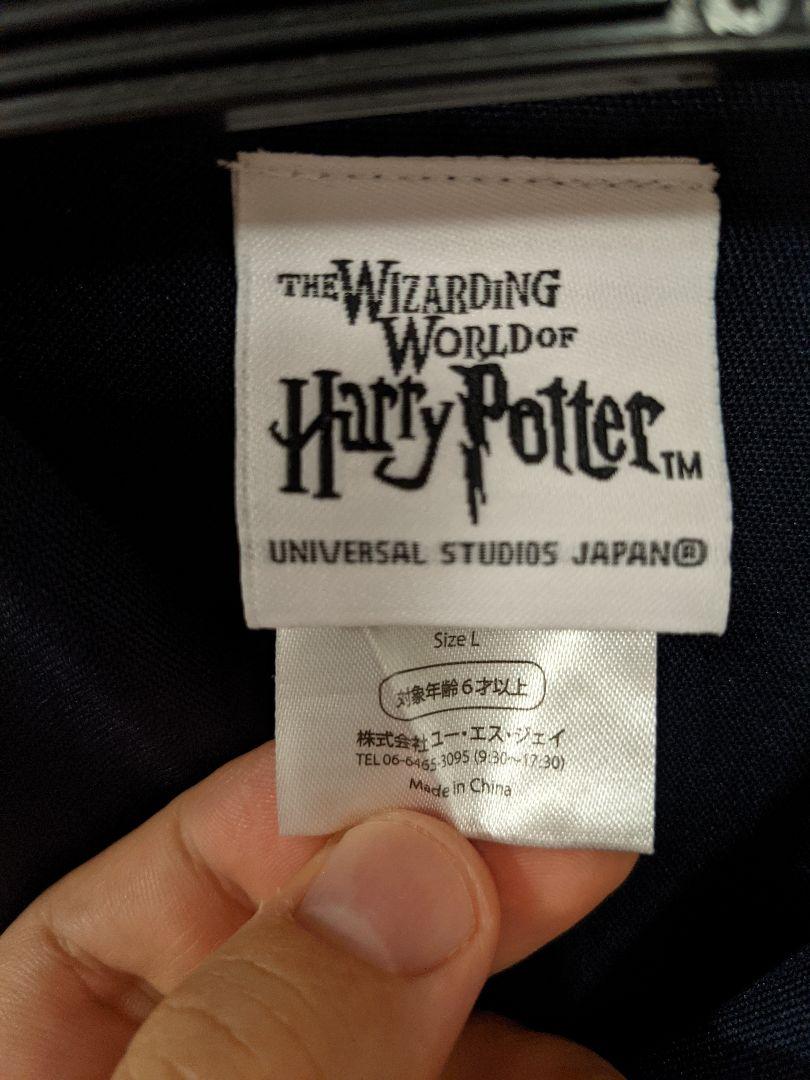 THE WIZARDING
WORLD OF
Harry Potter TM
UNIVERSAL STUDIOS JAPAN®
Size L
対象年齢6才以上
株式会社ユー・エス・ジェイ
TEL 06-6465-3095 (9:30～17:30)
Made in China